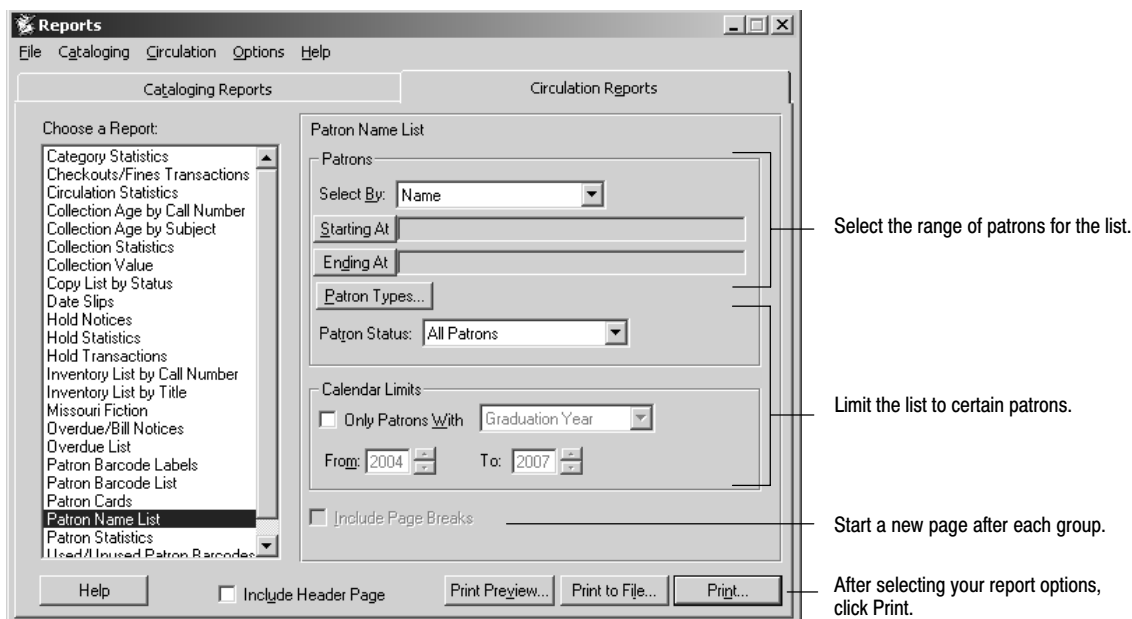 Reports
File Cataloging Circulation Options Help
Cataloging Reports
Circulation Reports
Choose a Report:
Category Statistics
Checkouts/Fines Transactions
Circulation Statistics
Collection Age by Call Number
Collection Age by Subject
Collection Statistics
Collection Value
Copy List by Status
Date Slips
Hold Notices
Hold Statistics
Hold Transactions
Inventory List by Call Number
Inventory List by Title
Missouri Fiction
Overdue/Bill Notices
Overdue List
Patron Barcode Labels
Patron Barcode List
Patron Cards
Patron Name List
Patron Statistics
Used/Unused Patron Barcodes
Patron Name List
Patrons
Select By: Name
Starting At
Ending At
Patron Types...
Patron Status: All Patrons
Calendar Limits
Only Patrons With Graduation Year
From: 2004 To: 2007
Include Page Breaks
Help
Include Header Page
Print Preview...
Print to File...
Print...
Select the range of patrons for the list.
Limit the list to certain patrons.
Start a new page after each group.
After selecting your report options,
click Print.